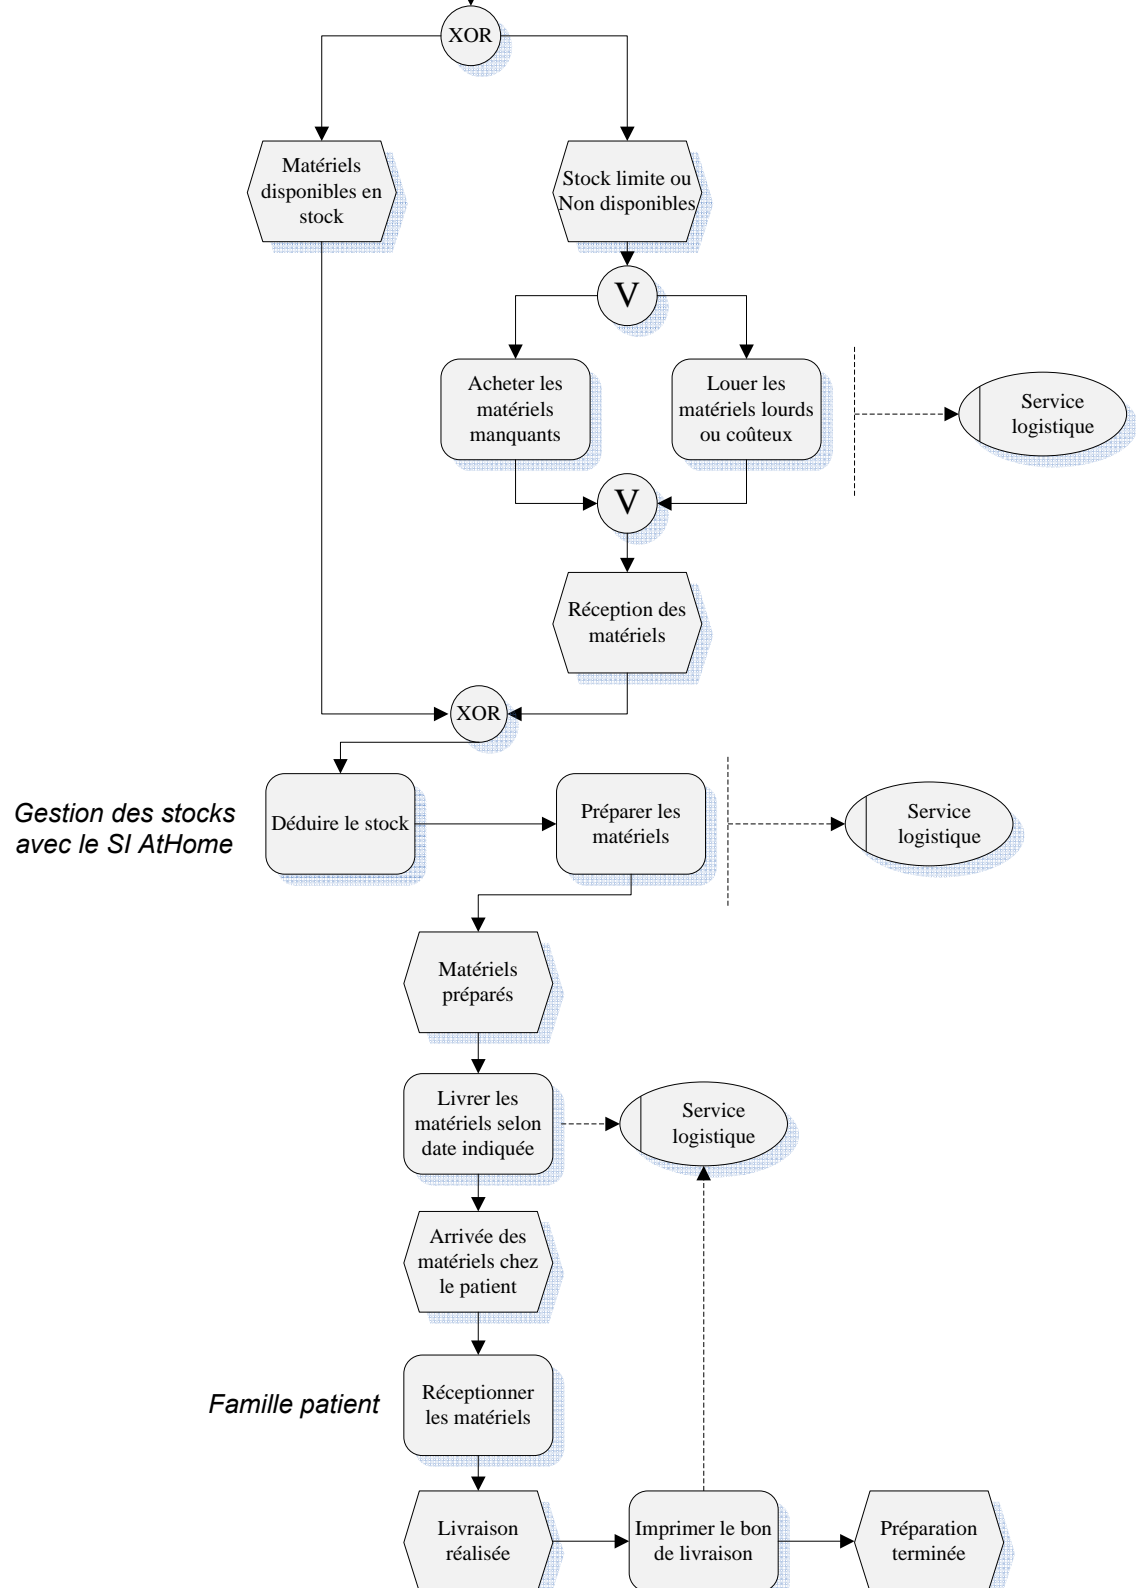 XOR
Matériels
disponibles en
stock
Stock limite ou
Non disponibles
V
Acheter les
matériels
manquants
Louer les
matériels lourds
ou coûteux
Service
logistique
V
Réception des
matériels
XOR
Gestion des stocks
avec le SI AtHome
Déduire le stock
Préparer les
matériels
Service
logistique
Matériels
préparés
Livrer les
matériels selon
date indiquée
Service
logistique
Arrivée des
matériels chez
le patient
Famille patient
Réceptionner
les matériels
Livraison
réalisée
Imprimer le bon
de livraison
Préparation
terminée